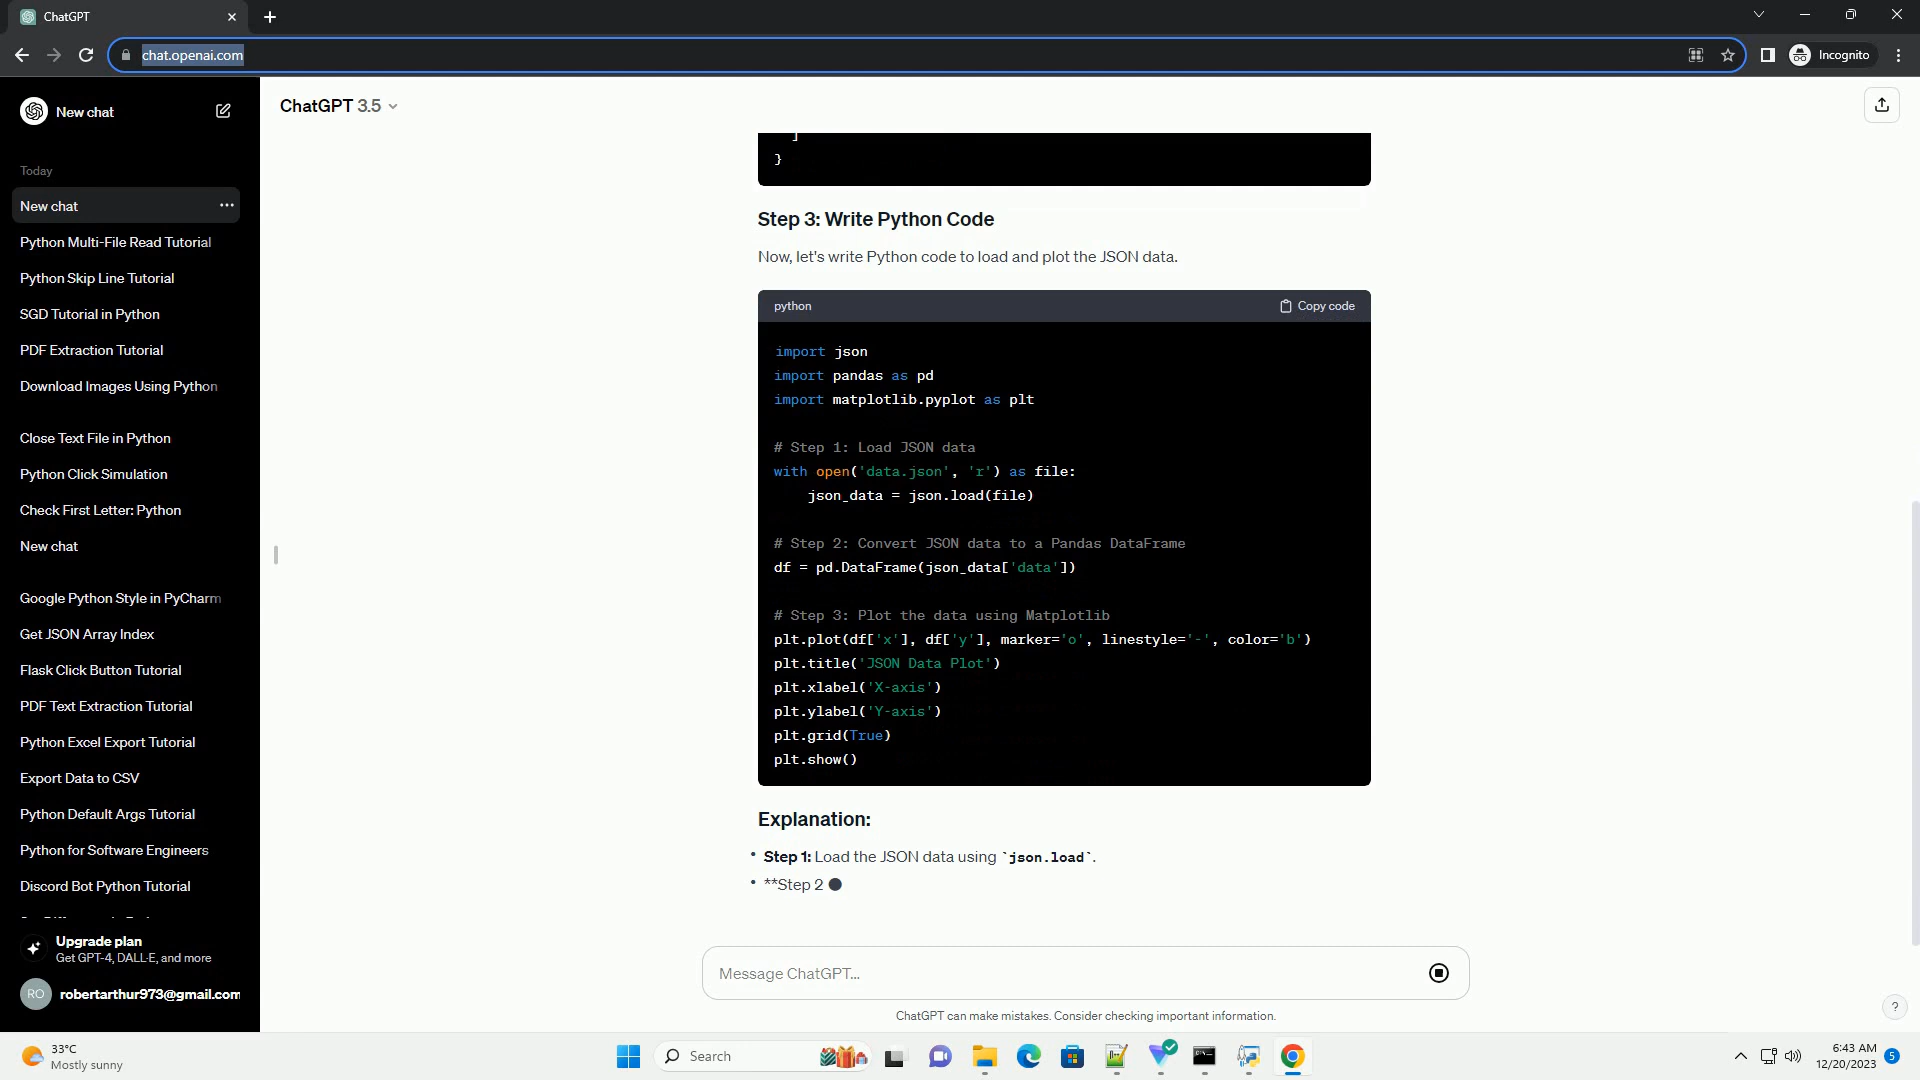 ChatGPT
chat.openai.com
Incognito
New chat
Today
New chat
Python Multi-File Read Tutorial
Python Skip Line Tutorial
SGD Tutorial in Python
PDF Extraction Tutorial
Download Images Using Python
Close Text File in Python
Python Click Simulation
Check First Letter: Python
New chat
Google Python Style in PyCharm
Get JSON Array Index
Flask Click Button Tutorial
PDF Text Extraction Tutorial
Python Excel Export Tutorial
Export Data to CSV
Python Default Args Tutorial
Python for Software Engineers
Discord Bot Python Tutorial
Upgrade plan
Get GPT-4, DALL·E, and more
RO
robertarthur973@gmail.com
ChatGPT 3.5
]
}
Step 3: Write Python Code
Now, let's write Python code to load and plot the JSON data.
python
Copy code
import json
import pandas as pd
import matplotlib.pyplot as plt
# Step 1: Load JSON data
with open('data.json', 'r') as file:
    json_data = json.load(file)
# Step 2: Convert JSON data to a Pandas DataFrame
df = pd.DataFrame(json_data['data'])
# Step 3: Plot the data using Matplotlib
plt.plot(df['x'], df['y'], marker='o', linestyle='-', color='b')
plt.title('JSON Data Plot')
plt.xlabel('X-axis')
plt.ylabel('Y-axis')
plt.grid(True)
plt.show()
Explanation:
• Step 1: Load the JSON data using `json.load`.
• **Step 2
Message ChatGPT...
ChatGPT can make mistakes. Consider checking important information.
?
33°C
Mostly sunny
Search
6:43 AM
12/20/2023
5